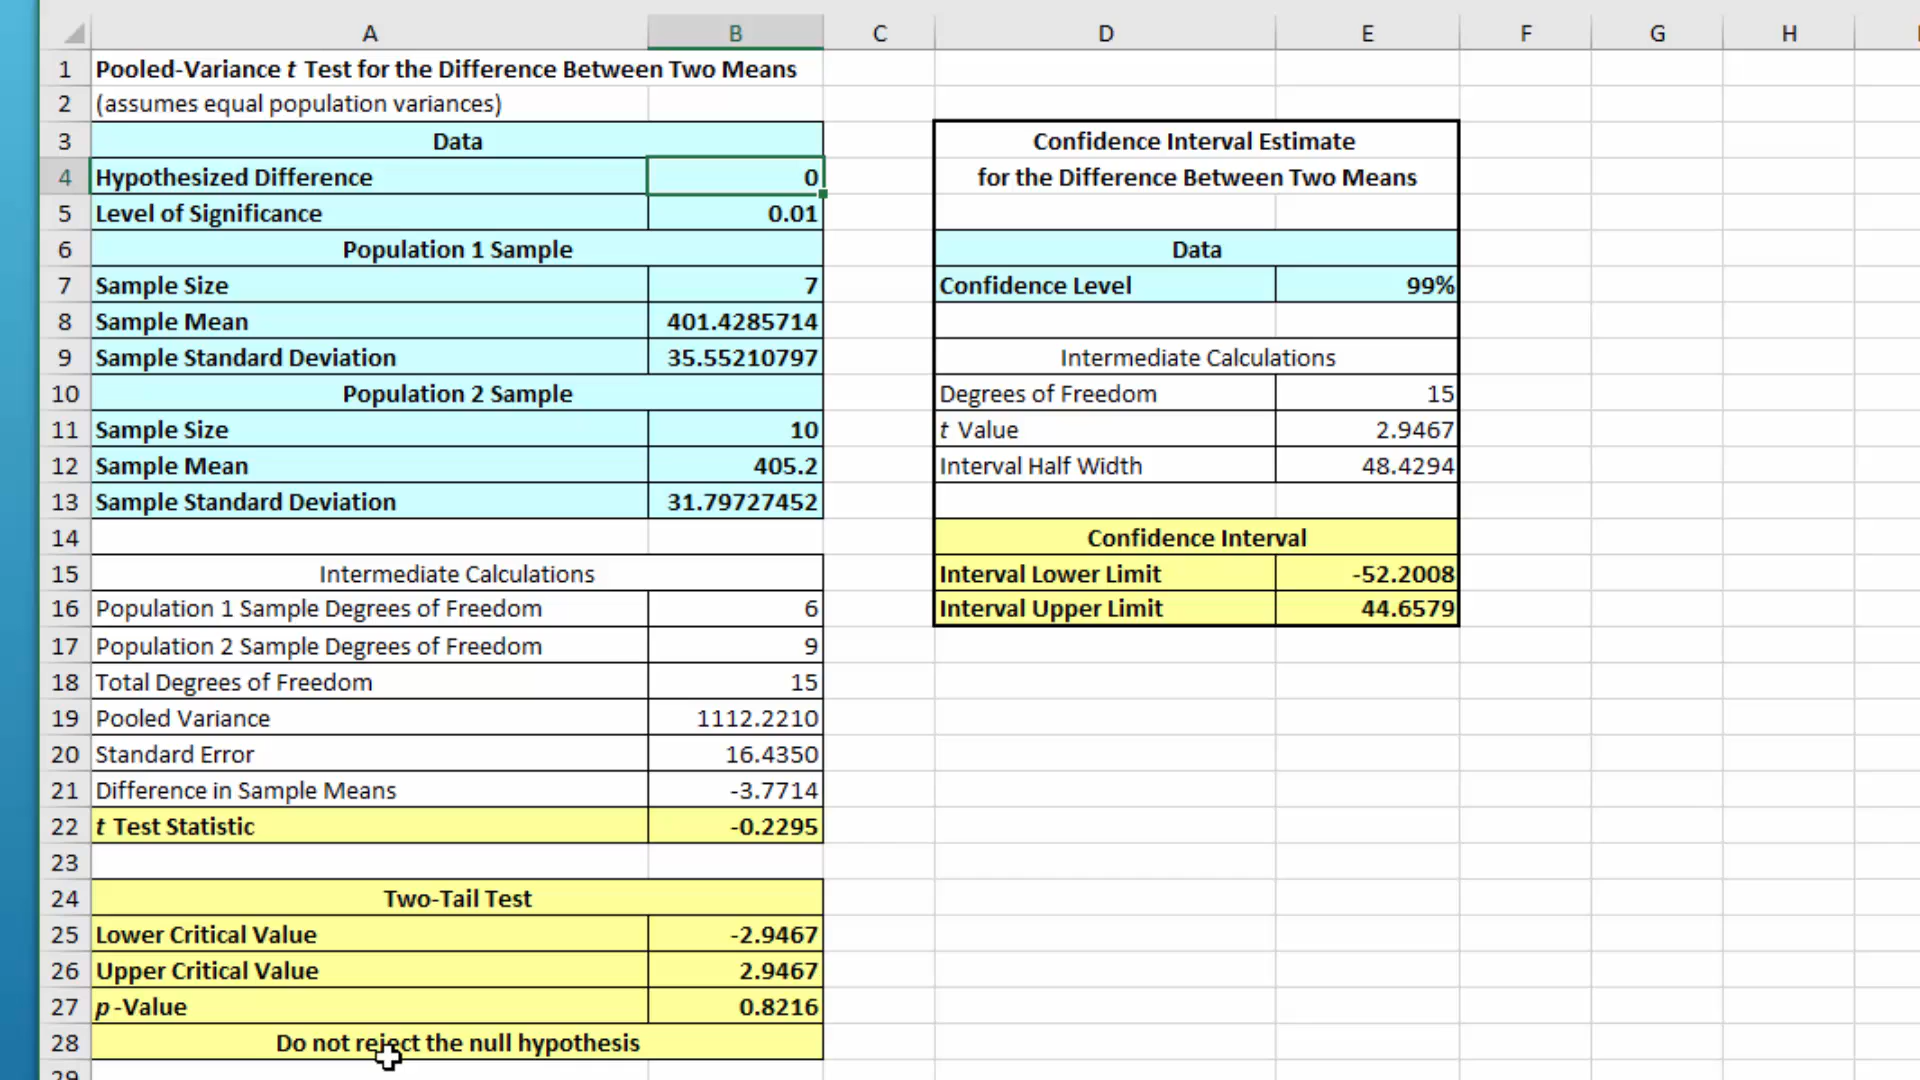 A B C D E F G H
1 Pooled-Variance t Test for the Difference Between Two Means
2 (assumes equal population variances)
3 Data Confidence Interval Estimate
4 Hypothesized Difference 0 for the Difference Between Two Means
5 Level of Significance 0.01
6 Population 1 Sample Data
7 Sample Size 7 Confidence Level 99%
8 Sample Mean 401.4285714
9 Sample Standard Deviation 35.55210797 Intermediate Calculations
10 Population 2 Sample Degrees of Freedom 15
11 Sample Size 10 t Value 2.9467
12 Sample Mean 405.2 Interval Half Width 48.4294
13 Sample Standard Deviation 31.79727452
14 Confidence Interval
15 Intermediate Calculations Interval Lower Limit -52.2008
16 Population 1 Sample Degrees of Freedom 6 Interval Upper Limit 44.6579
17 Population 2 Sample Degrees of Freedom 9
18 Total Degrees of Freedom 15
19 Pooled Variance 1112.2210
20 Standard Error 16.4350
21 Difference in Sample Means -3.7714
22 t Test Statistic -0.2295
23
24 Two-Tail Test
25 Lower Critical Value -2.9467
26 Upper Critical Value 2.9467
27 p-Value 0.8216
28 Do not reject the null hypothesis
29